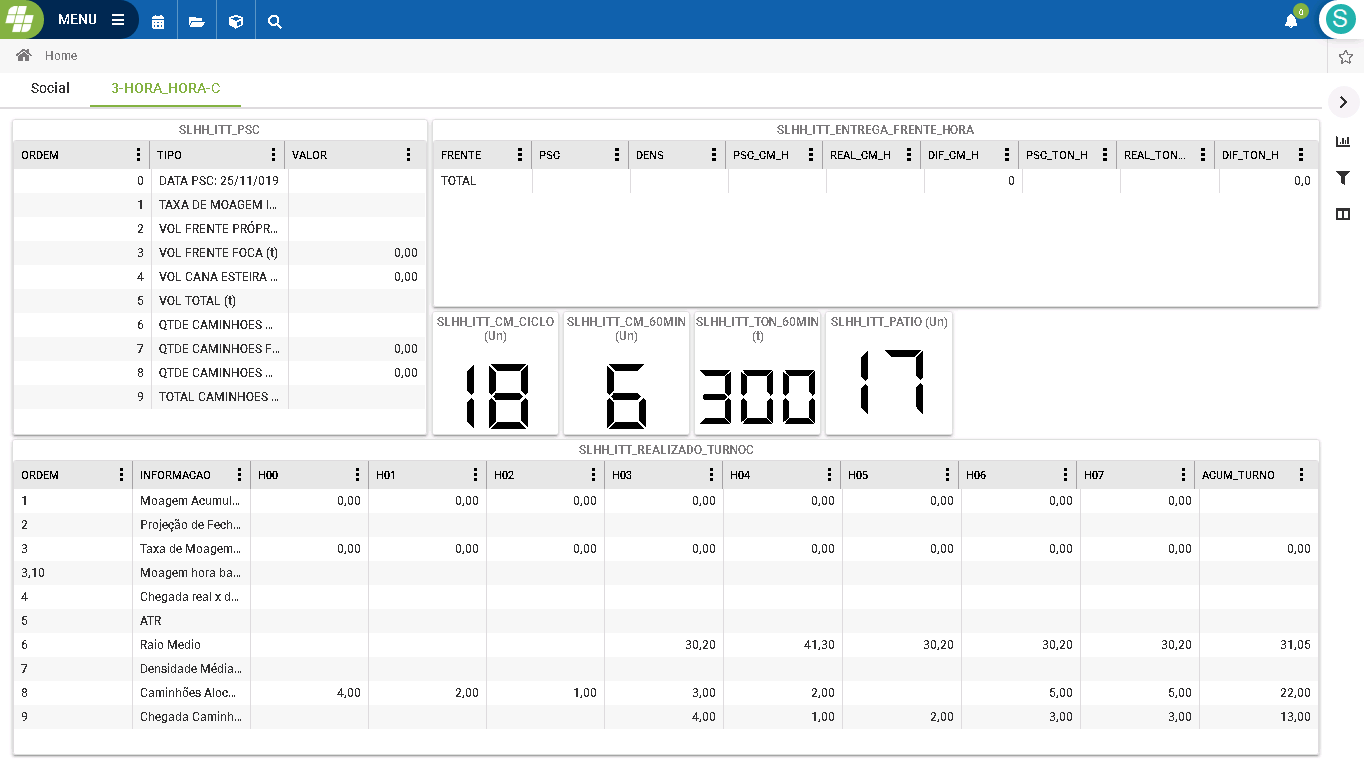 MENU
0
S
Home
Social 3-HORA_HORA-C
SLHH_ITT_PSC
ORDEM TIPO VALOR
0 DATA PSC: 25/11/019
1 TAXA DE MOAGEM I...
2 VOL FRENTE PRÓPR...
3 VOL FRENTE FOCA (t) 0,00
4 VOL CANA ESTEIRA ... 0,00
5 VOL TOTAL (t)
6 QTDE CAMINHOES ...
7 QTDE CAMINHOES F... 0,00
8 QTDE CAMINHOES ... 0,00
9 TOTAL CAMINHOES ...
SLHH_ITT_ENTREGA_FRENTE_HORA
FRENTE PSC DENS PSC_CM_H REAL_CM_H DIF_CM_H PSC_TON_H REAL_TON... DIF_TON_H
TOTAL 0 0,0
SLHH_ITT_CM_CICLO
(Un)
18
SLHH_ITT_CM_60MIN
(Un)
6
SLHH_ITT_TON_60MIN
(t)
300
SLHH_ITT_PATIO (Un)
17
SLHH_ITT_REALIZADO_TURNOC
ORDEM INFORMACAO H00 H01 H02 H03 H04 H05 H06 H07 ACUM_TURNO
1 Moagem Acumul... 0,00 0,00 0,00 0,00 0,00 0,00 0,00 0,00
2 Projeção de Fech...
3 Taxa de Moagem... 0,00 0,00 0,00 0,00 0,00 0,00 0,00 0,00 0,00
3,10 Moagem hora ba...
4 Chegada real x d...
5 ATR
6 Raio Medio 30,20 41,30 30,20 30,20 30,20 31,05
7 Densidade Média...
8 Caminhões Aloc... 4,00 2,00 1,00 3,00 2,00 5,00 5,00 22,00
9 Chegada Caminh... 4,00 1,00 2,00 3,00 3,00 13,00